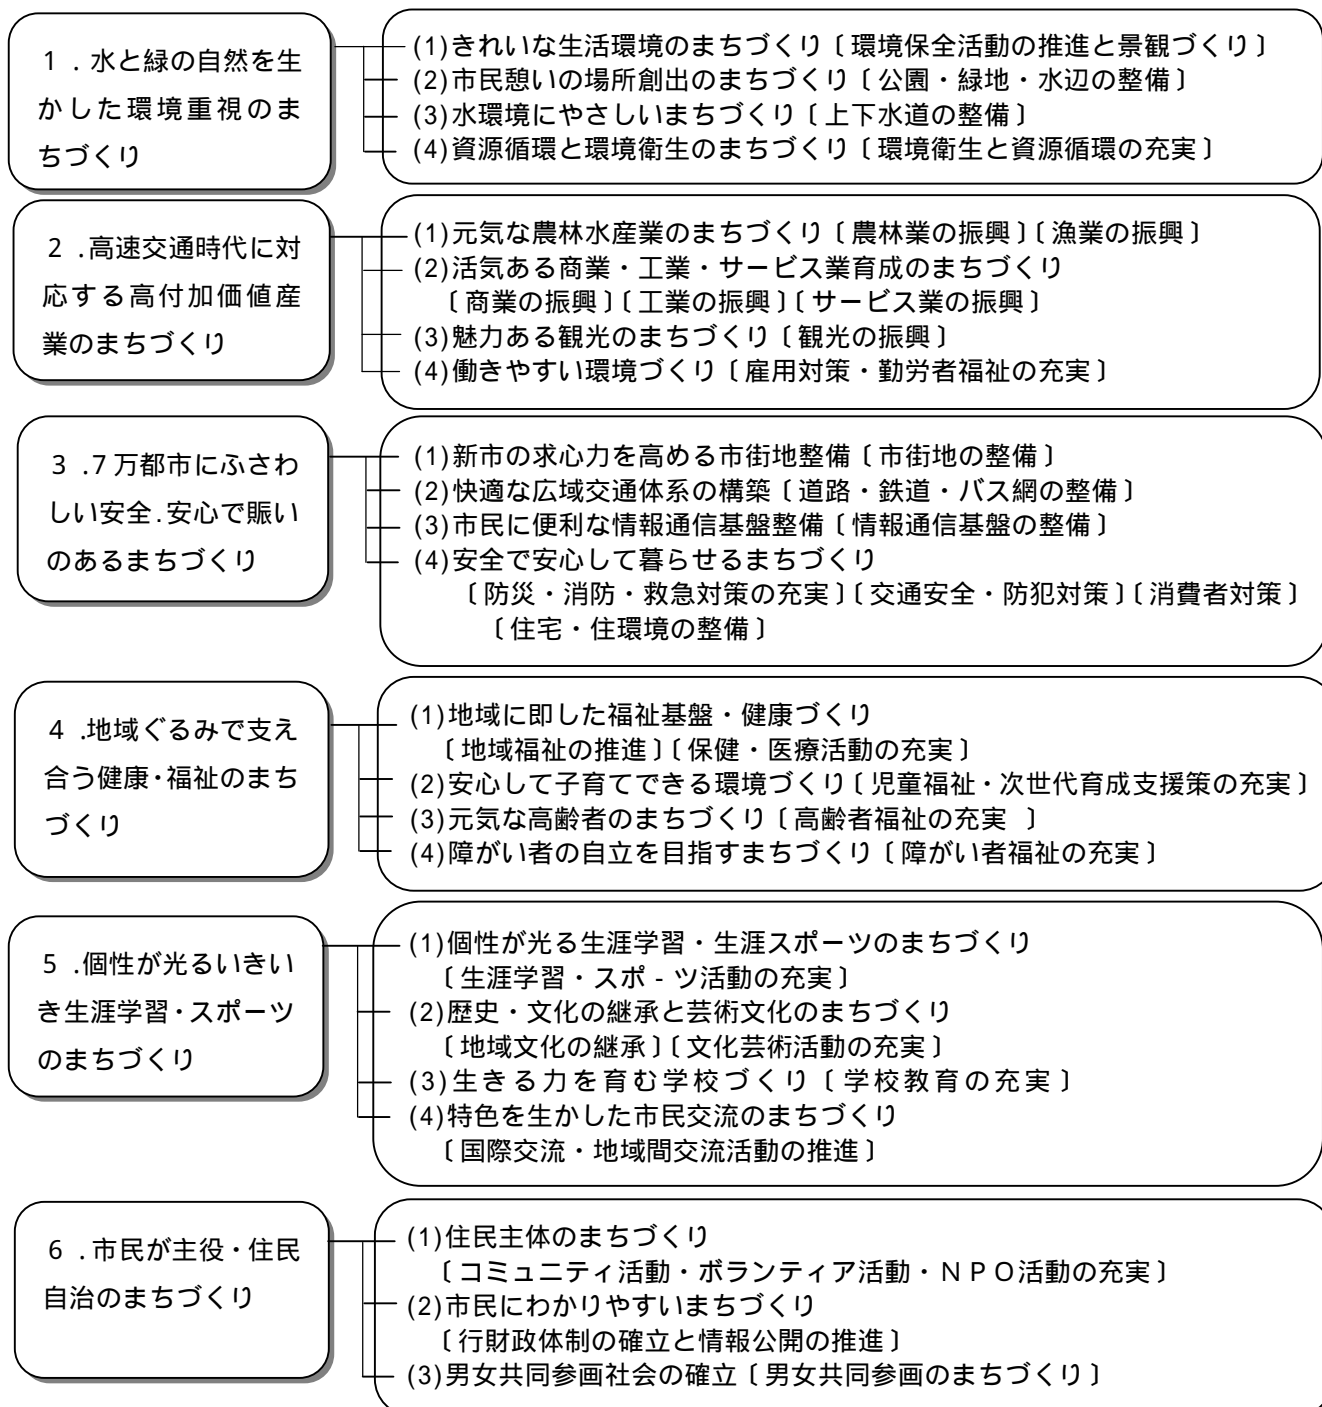 １．水と緑の自然を生
かした環境重視のま
ちづくり
(1)きれいな生活環境のまちづくり〔環境保全活動の推進と景観づくり〕
(2)市民憩いの場所創出のまちづくり〔公園・緑地・水辺の整備〕
(3)水環境にやさしいまちづくり〔上下水道の整備〕
(4)資源循環と環境衛生のまちづくり〔環境衛生と資源循環の充実〕
２．高速交通時代に対
応する高付加価値産
業のまちづくり
(1)元気な農林水産業のまちづくり〔農林業の振興〕〔漁業の振興〕
(2)活気ある商業・工業・サービス業育成のまちづくり
〔商業の振興〕〔工業の振興〕〔サービス業の振興〕
(3)魅力ある観光のまちづくり〔観光の振興〕
(4)働きやすい環境づくり〔雇用対策・勤労者福祉の充実〕
３．７万都市にふさわ
しい安全．安心で賑い
のあるまちづくり
(1)新市の求心力を高める市街地整備〔市街地の整備〕
(2)快適な広域交通体系の構築〔道路・鉄道・バス網の整備〕
(3)市民に便利な情報通信基盤整備〔情報通信基盤の整備〕
(4)安全で安心して暮らせるまちづくり
〔防災・消防・救急対策の充実〕〔交通安全・防犯対策〕〔消費者対策〕
〔住宅・住環境の整備〕
４．地域ぐるみで支え
合う健康・福祉のまち
づくり
(1)地域に即した福祉基盤・健康づくり
〔地域福祉の推進〕〔保健・医療活動の充実〕
(2)安心して子育てできる環境づくり〔児童福祉・次世代育成支援策の充実〕
(3)元気な高齢者のまちづくり〔高齢者福祉の充実　〕
(4)障がい者の自立を目指すまちづくり〔障がい者福祉の充実〕
５．個性が光るいきい
き生涯学習・スポーツ
のまちづくり
(1)個性が光る生涯学習・生涯スポーツのまちづくり
〔生涯学習・スポ‐ツ活動の充実〕
(2)歴史・文化の継承と芸術文化のまちづくり
〔地域文化の継承〕〔文化芸術活動の充実〕
(3)生きる力を育む学校づくり〔学校教育の充実〕
(4)特色を生かした市民交流のまちづくり
〔国際交流・地域間交流活動の推進〕
６．市民が主役・住民
自治のまちづくり
(1)住民主体のまちづくり
〔コミュニティ活動・ボランティア活動・ＮＰＯ活動の充実〕
(2)市民にわかりやすいまちづくり
〔行財政体制の確立と情報公開の推進〕
(3)男女共同参画社会の確立〔男女共同参画のまちづくり〕